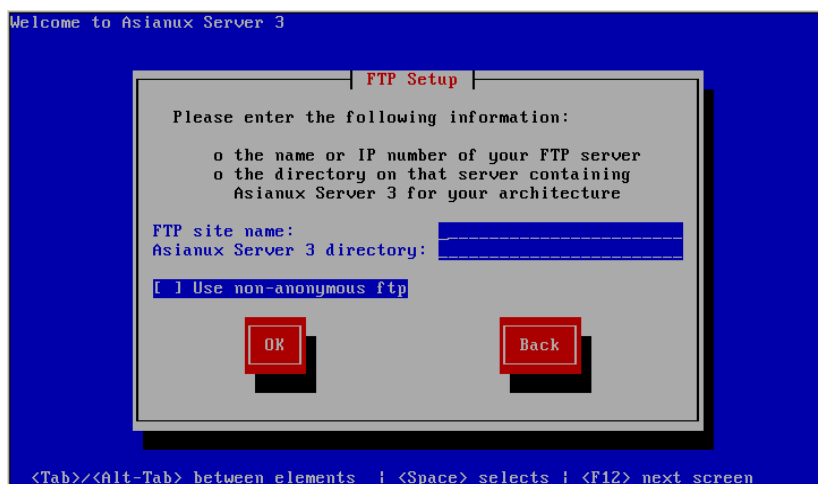 Welcome to Asianux Server 3
FTP Setup
Please enter the following information:
o the name or IP number of your FTP server
o the directory on that server containing
Asianux Server 3 for your architecture
FTP site name:
Asianux Server 3 directory:
[ ] Use non-anonymous ftp
OK Back
<Tab>/<Alt-Tab> between elements | <Space> selects | <F12> next screen